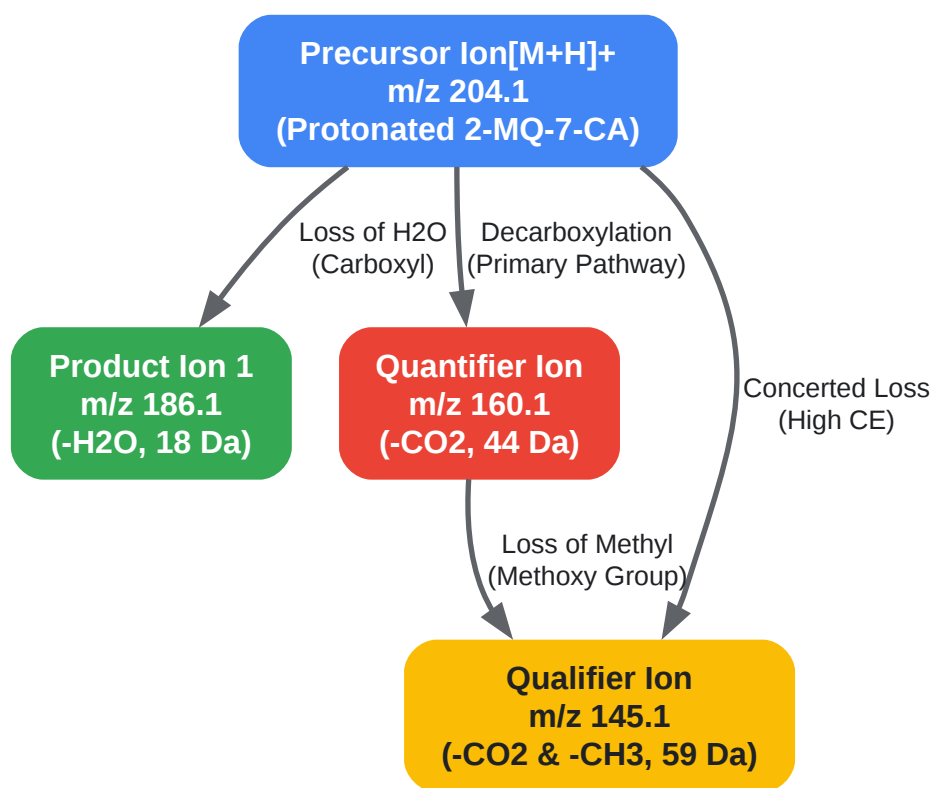 Precursor Ion[M+H]+
m/z 204.1
(Protonated 2-MQ-7-CA)
Loss of H2O
(Carboxyl)
Decarboxylation
(Primary Pathway)
Product Ion 1
m/z 186.1
(-H2O, 18 Da)
Quantifier Ion
m/z 160.1
(-CO2, 44 Da)
Concerted Loss
(High CE)
Loss of Methyl
(Methoxy Group)
Qualifier Ion
m/z 145.1
(-CO2 & -CH3, 59 Da)